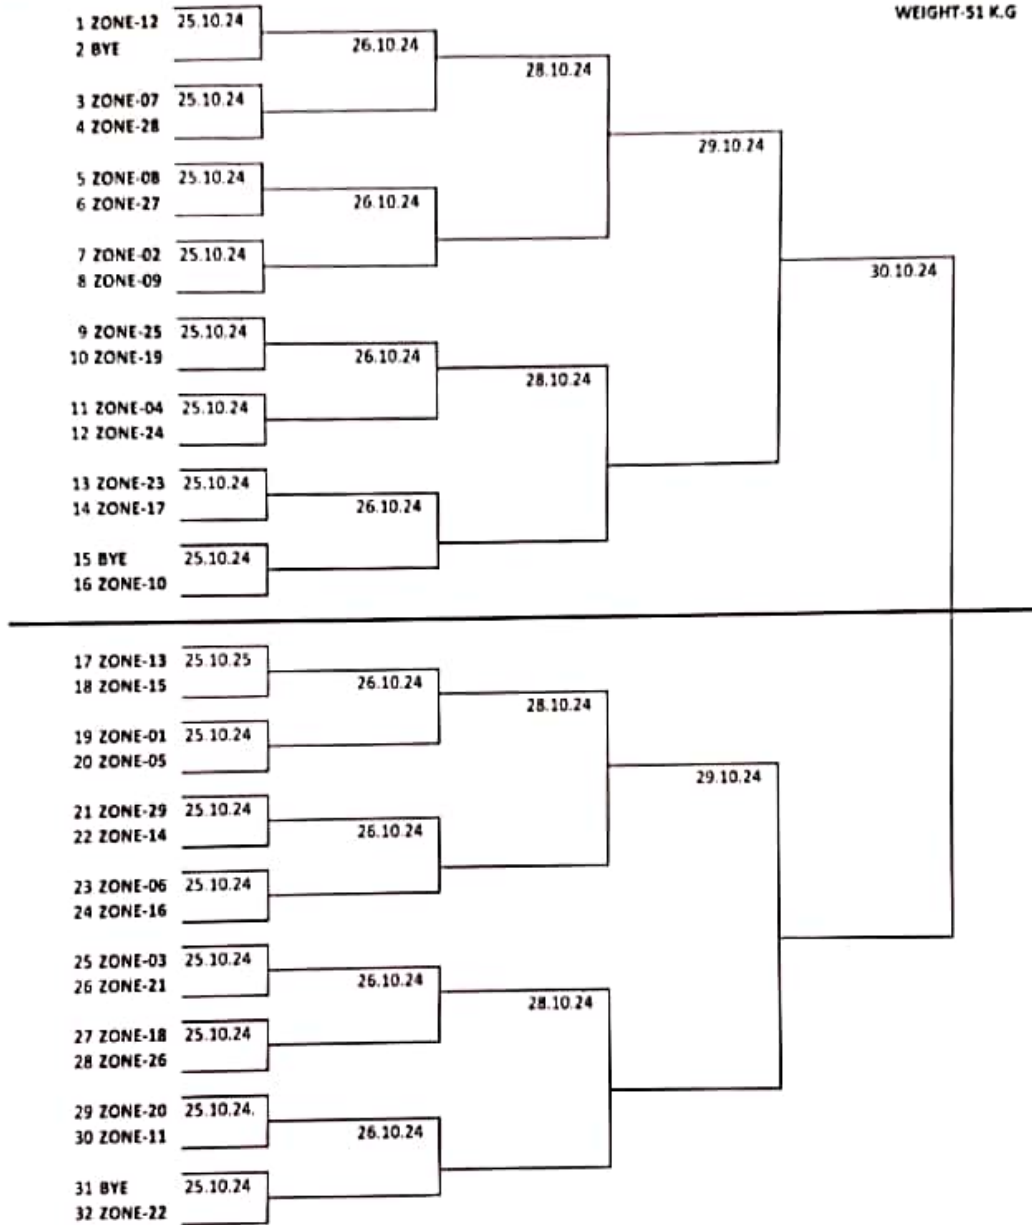 WEIGHT-51 K.G
1 ZONE-12 25.10.24
2 BYE
26.10.24
28.10.24
3 ZONE-07 25.10.24
4 ZONE-28
29.10.24
5 ZONE-08 25.10.24
6 ZONE-27
26.10.24
7 ZONE-02 25.10.24
8 ZONE-09
30.10.24
9 ZONE-25 25.10.24
10 ZONE-19
26.10.24
28.10.24
11 ZONE-04 25.10.24
12 ZONE-24
13 ZONE-23 25.10.24
14 ZONE-17
26.10.24
15 BYE 25.10.24
16 ZONE-10
17 ZONE-13 25.10.25
18 ZONE-15
26.10.24
28.10.24
19 ZONE-01 25.10.24
20 ZONE-05
29.10.24
21 ZONE-29 25.10.24
22 ZONE-14
26.10.24
23 ZONE-06 25.10.24
24 ZONE-16
25 ZONE-03 25.10.24
26 ZONE-21
26.10.24
28.10.24
27 ZONE-18 25.10.24
28 ZONE-26
29 ZONE-20 25.10.24.
30 ZONE-11
26.10.24
31 BYE 25.10.24
32 ZONE-22